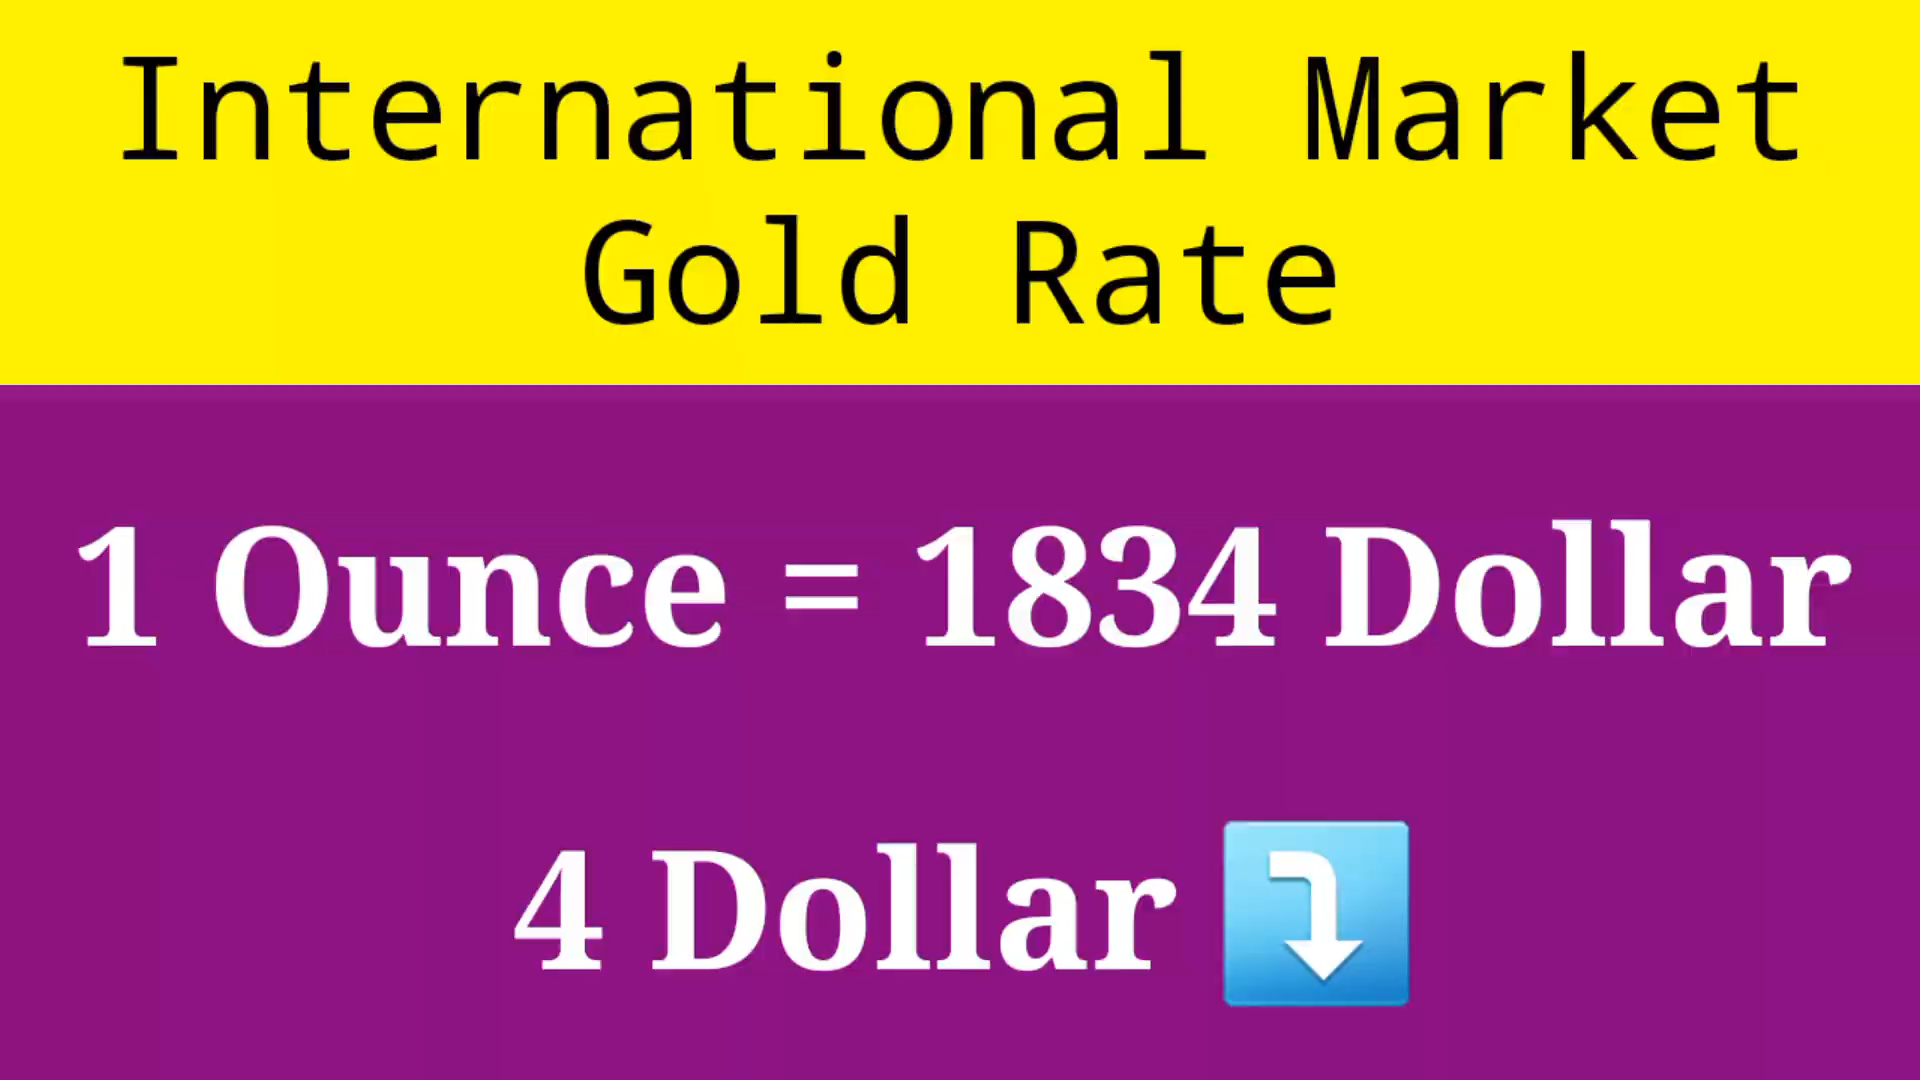 International Market
Gold Rate
1 Ounce = 1834 Dollar
4 Dollar ⤵️